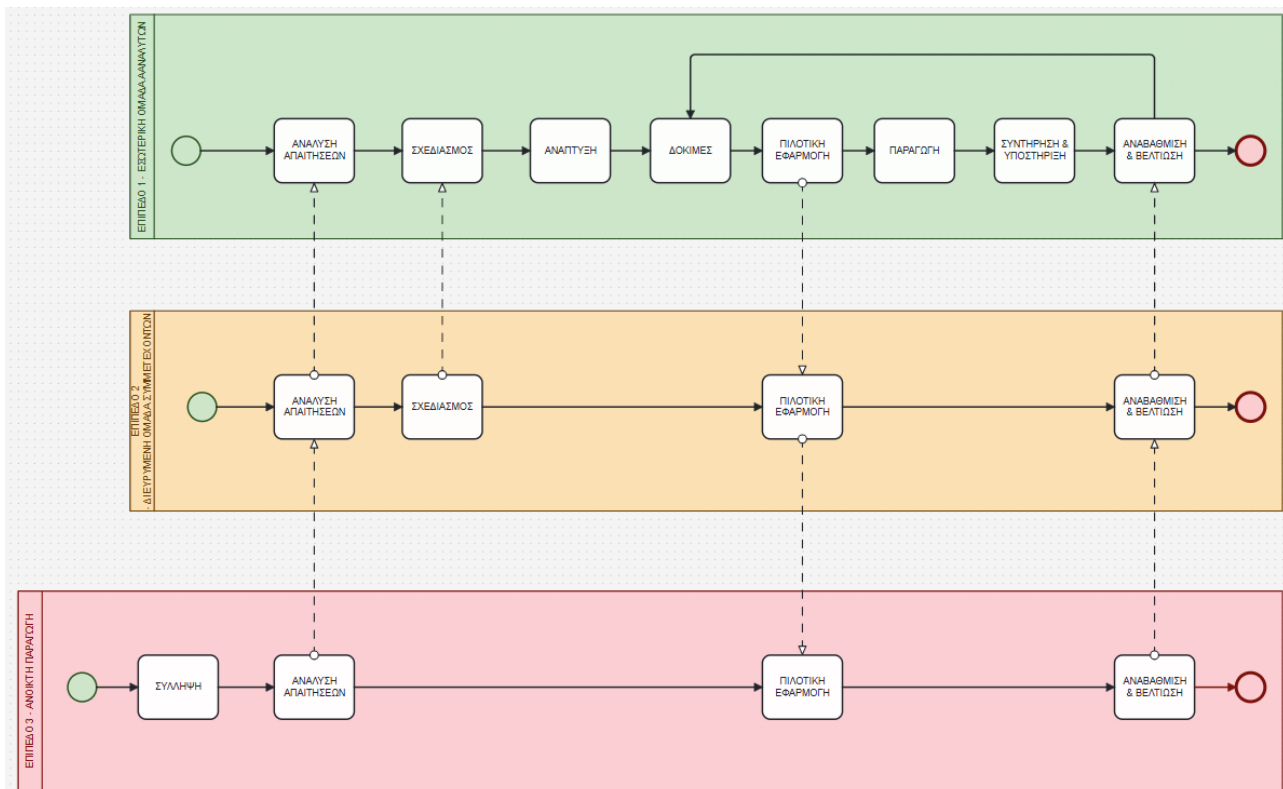 ΕΠΙΠΕΔΟ 1 - ΕΞΩΤΕΡΙΚΗ ΟΜΑΔΑ ΑΝΑΛΥΤΩΝ
ΑΝΑΛΥΣΗ
ΑΠΑΙΤΗΣΕΩΝ
ΣΧΕΔΙΑΣΜΟΣ
ΑΝΑΠΤΥΞΗ
ΔΟΚΙΜΕΣ
ΠΙΛΟΤΙΚΗ
ΕΦΑΡΜΟΓΗ
ΠΑΡΑΓΩΓΗ
ΣΥΝΤΗΡΗΣΗ &
ΥΠΟΣΤΗΡΙΞΗ
ΑΝΑΒΑΘΜΙΣΗ
& ΒΕΛΤΙΩΣΗ
ΕΠΙΠΕΔΟ 2
- ΔΙΕΥΡΥΜΕΝΗ ΟΜΑΔΑ ΣΥΜΜΕΤΕΧΟΝΤΩΝ
ΑΝΑΛΥΣΗ
ΑΠΑΙΤΗΣΕΩΝ
ΣΧΕΔΙΑΣΜΟΣ
ΠΙΛΟΤΙΚΗ
ΕΦΑΡΜΟΓΗ
ΑΝΑΒΑΘΜΙΣΗ
& ΒΕΛΤΙΩΣΗ
ΕΠΙΠΕΔΟ 3 - ΑΝΟΙΚΤΗ ΠΑΡΑΓΩΓΗ
ΣΥΛΛΗΨΗ
ΑΝΑΛΥΣΗ
ΑΠΑΙΤΗΣΕΩΝ
ΠΙΛΟΤΙΚΗ
ΕΦΑΡΜΟΓΗ
ΑΝΑΒΑΘΜΙΣΗ
& ΒΕΛΤΙΩΣΗ